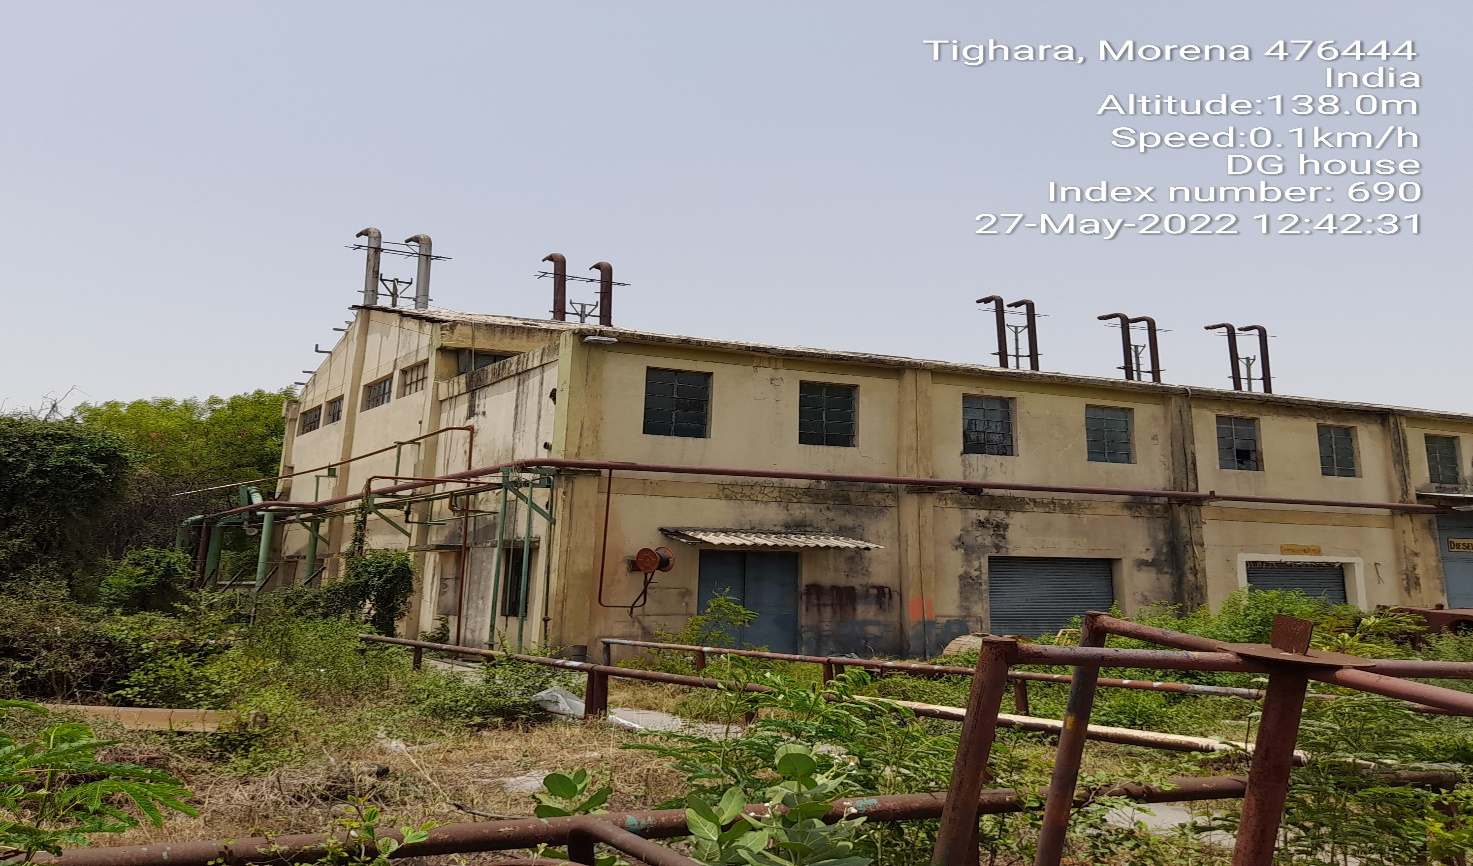 Tighara, Morena 476444
India
Altitude:138.0m
Speed:0.1km/h
DG house
Index number: 690
27-May-2022 12:42:31